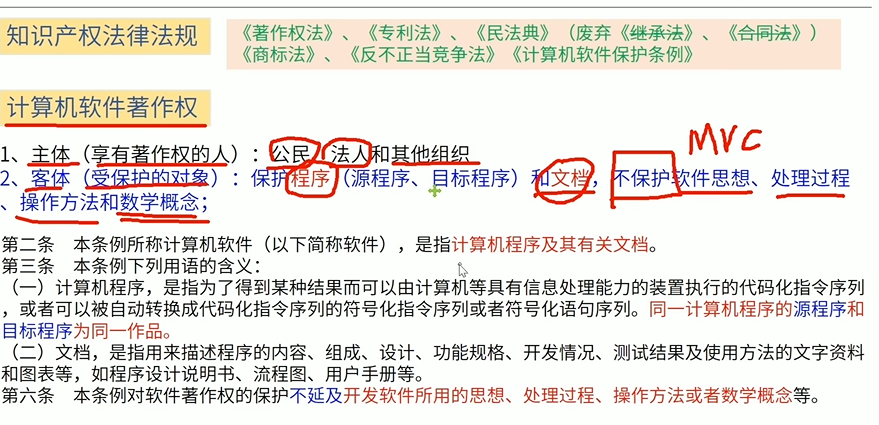 知识产权法律法规
《著作权法》、《专利法》、《民法典》（废弃《继承法》、《合同法》）
《商标法》、《反不正当竞争法》《计算机软件保护条例》
计算机软件著作权
MVC
1、主体（享有著作权的人）：公民、法人和其他组织
2、客体（受保护的对象）：保护程序（源程序、目标程序）和文档，不保护软件思想、处理过程
、操作方法和数学概念；
第二条　本条例所称计算机软件（以下简称软件），是指计算机程序及其有关文档。
第三条　本条例下列用语的含义：
（一）计算机程序，是指为了得到某种结果而可以由计算机等具有信息处理能力的装置执行的代码化指令序列
，或者可以被自动转换成代码化指令序列的符号化指令序列或者符号化语句序列。同一计算机程序的源程序和
目标程序为同一作品。
（二）文档，是指用来描述程序的内容、组成、设计、功能规格、开发情况、测试结果及使用方法的文字资料
和图表等，如程序设计说明书、流程图、用户手册等。
第六条　本条例对软件著作权的保护不延及开发软件所用的思想、处理过程、操作方法或者数学概念等。